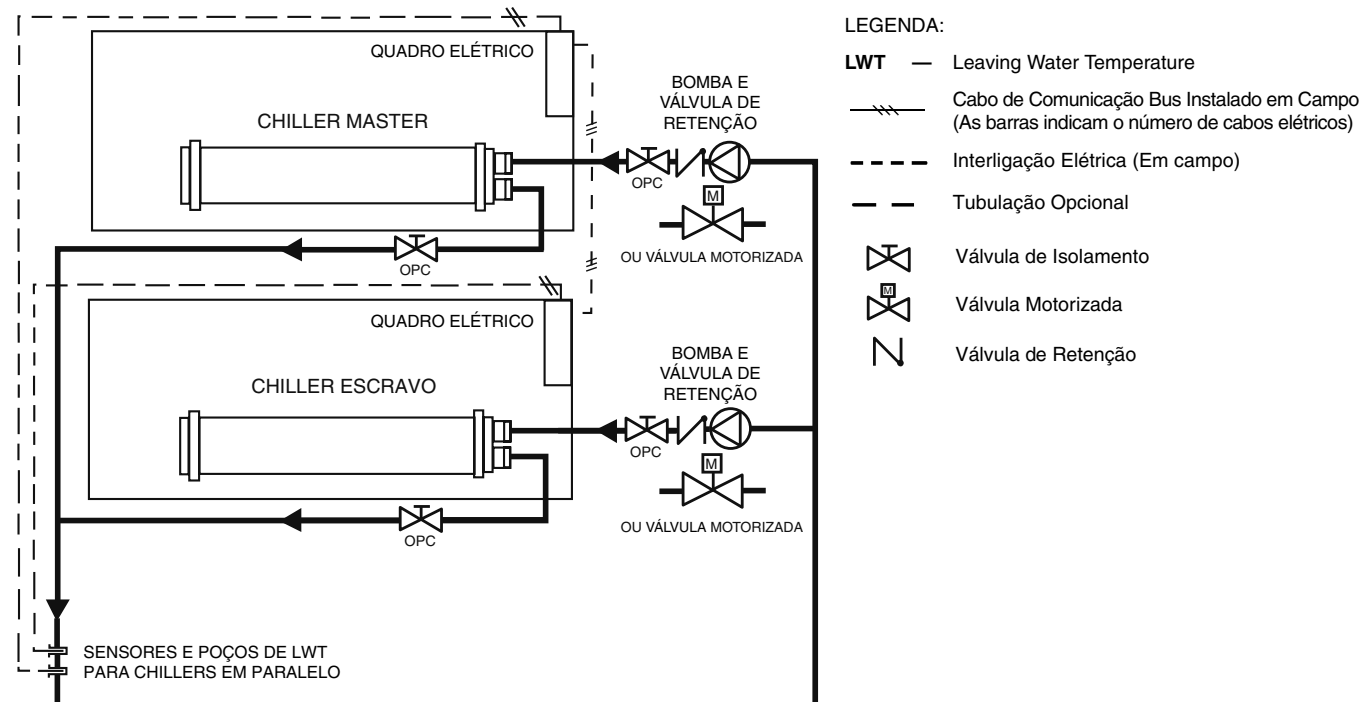 QUADRO ELÉTRICO
CHILLER MASTER
BOMBA E
VÁLVULA DE
RETENÇÃO
OPC
M
OU VÁLVULA MOTORIZADA
OPC
QUADRO ELÉTRICO
CHILLER ESCRAVO
BOMBA E
VÁLVULA DE
RETENÇÃO
OPC
M
OU VÁLVULA MOTORIZADA
OPC
SENSORES E POÇOS DE LWT
PARA CHILLERS EM PARALELO
LEGENDA:
LWT — Leaving Water Temperature
Cabo de Comunicação Bus Instalado em Campo
(As barras indicam o número de cabos elétricos)
Interligação Elétrica (Em campo)
Tubulação Opcional
Válvula de Isolamento
M
Válvula Motorizada
Válvula de Retenção